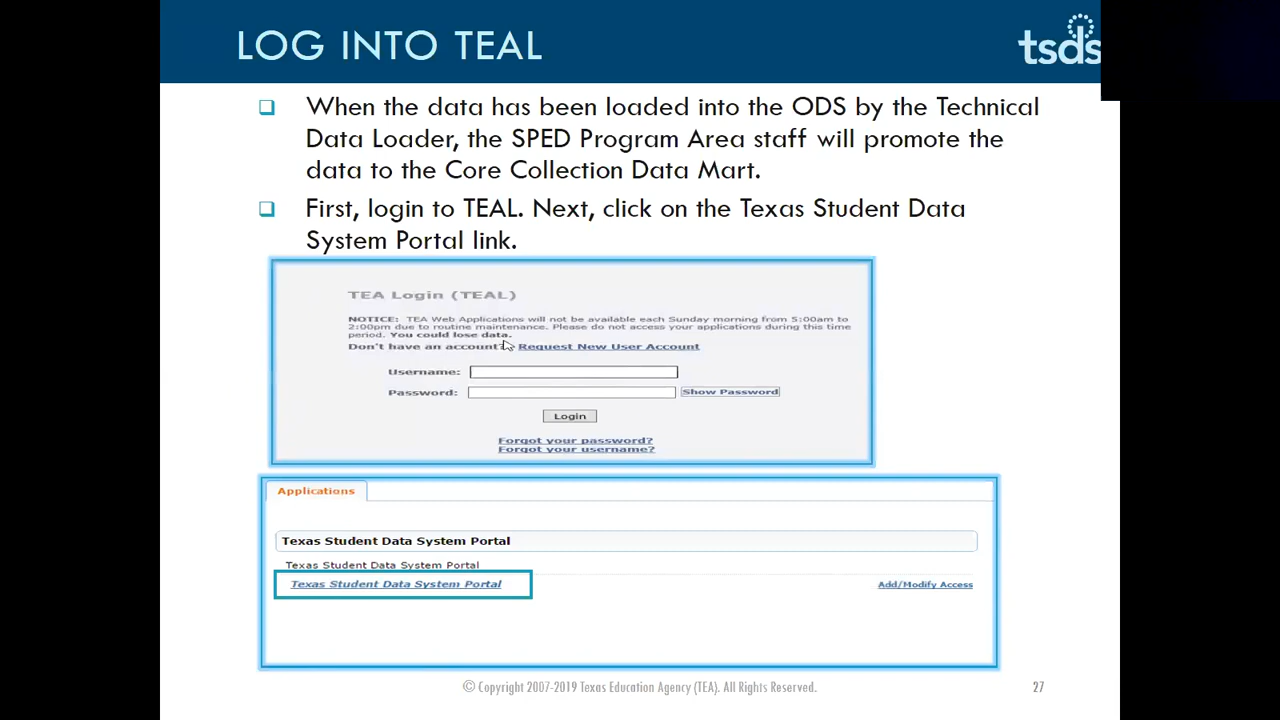 LOG INTO TEAL
tsds
❑ When the data has been loaded into the ODS by the Technical
Data Loader, the SPED Program Area staff will promote the
data to the Core Collection Data Mart.
❑ First, login to TEAL. Next, click on the Texas Student Data
System Portal link.
TEA Login (TEAL)
NOTICE: TEA Web Applications will not be available each Sunday morning from 5:00am to
2:00pm due to routine maintenance. Please do not access your applications during this time
period. You could lose data.
Don't have an account? Request New User Account
Username:
Password: Show Password
Login
Forgot your password?
Forgot your username?
Applications
Texas Student Data System Portal
Texas Student Data System Portal
Texas Student Data System Portal Add/Modify Access
© Copyright 2007-2019 Texas Education Agency (TEA). All Rights Reserved. 27